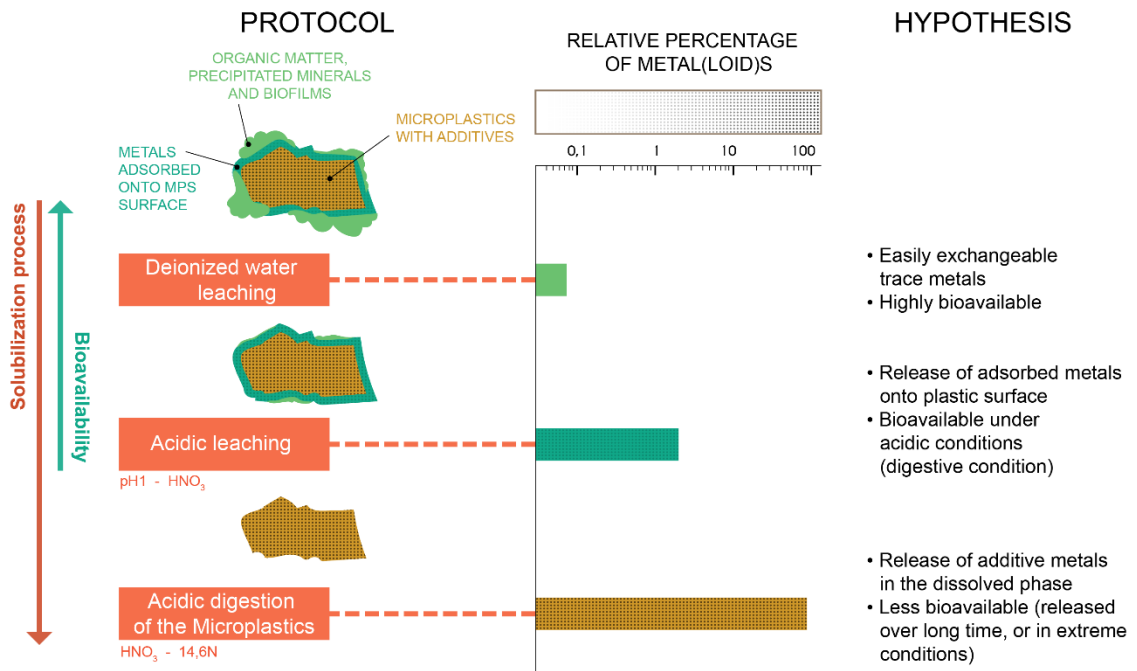 PROTOCOL
HYPOTHESIS
RELATIVE PERCENTAGE
OF METAL(LOID)S
ORGANIC MATTER,
PRECIPITATED MINERALS
AND BIOFILMS
MICROPLASTICS
WITH ADDITIVES
METALS
ADSORBED
ONTO MPS
SURFACE
0,1 1 10 100
Solubilization process
Bioavailability
Deionized water
leaching
• Easily exchangeable
trace metals
• Highly bioavailable
Acidic leaching
pH1 - HNO₃
• Release of adsorbed metals
onto plastic surface
• Bioavailable under
acidic conditions
(digestive condition)
Acidic digestion
of the Microplastics
HNO₃ - 14,6N
• Release of additive metals
in the dissolved phase
• Less bioavailable (released
over long time, or in extreme
conditions)